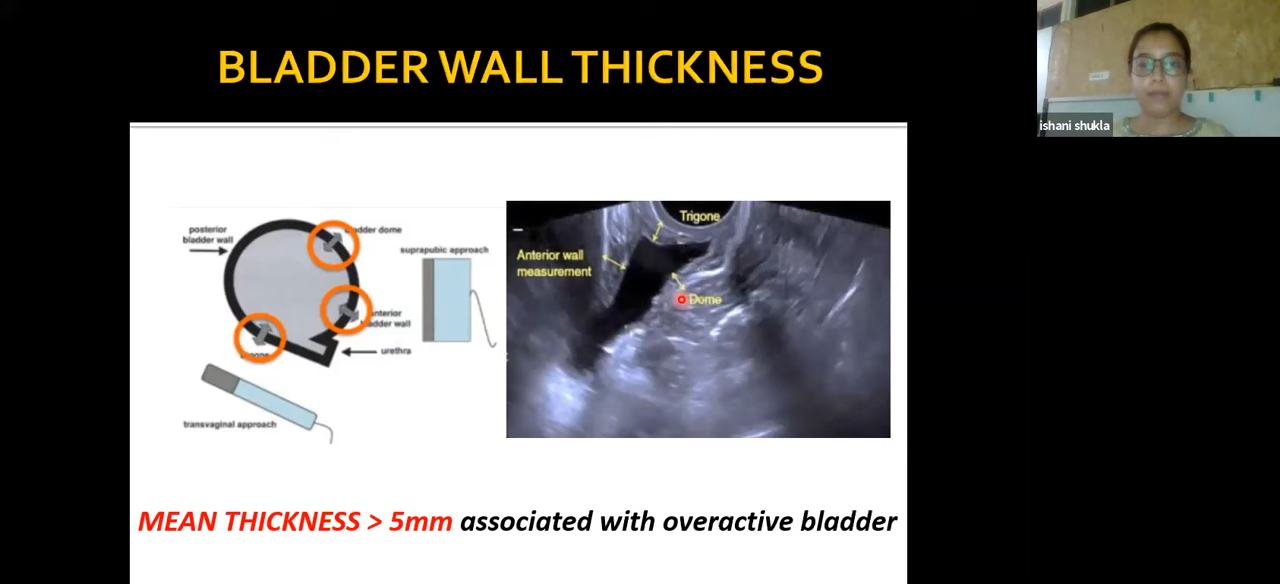 BLADDER WALL THICKNESS
ishani shukla
posterior
bladder wall
bladder dome
suprapubic approach
anterior
bladder wall
urethra
transvaginal approach
Trigone
Anterior wall
measurement
Dome
MEAN THICKNESS > 5mm associated with overactive bladder